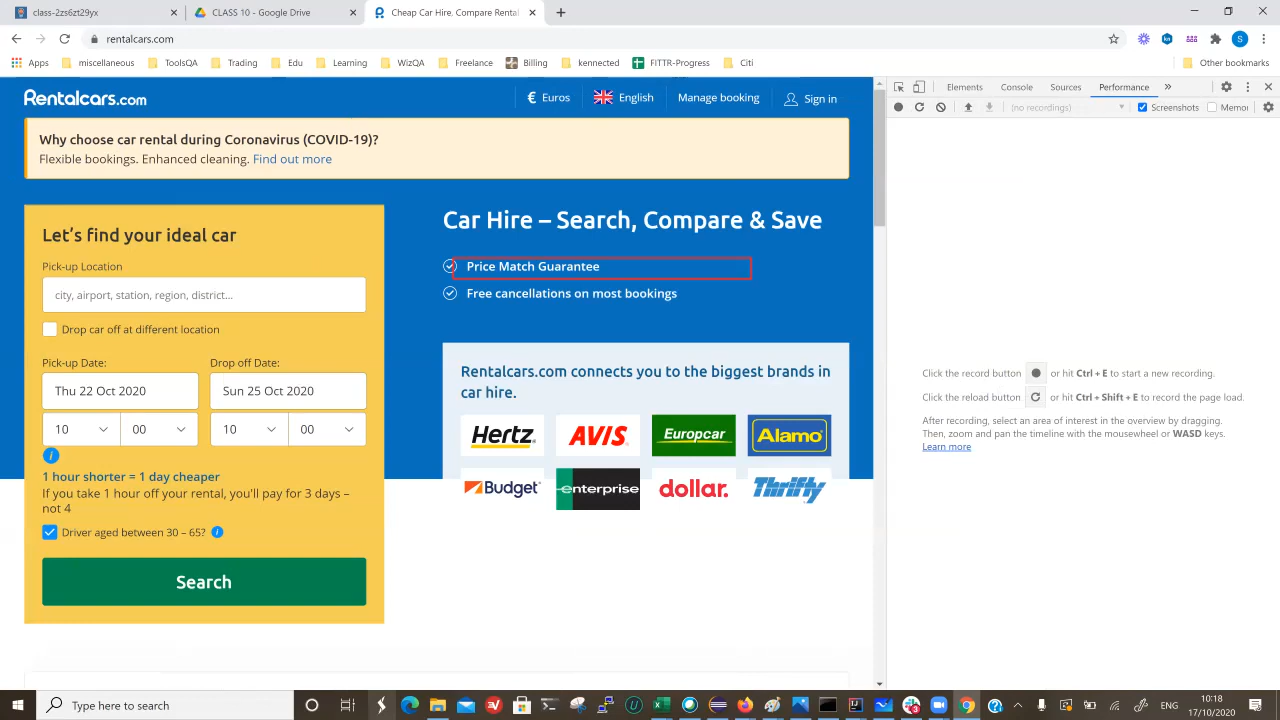 class-2zs6zt29yx
CLASS 10 - Google Drive
Cheap Car Hire, Compare Rental
rentalcars.com
S
Apps
miscellaneous
ToolsQA
Trading
Edu
Learning
WizQA
Freelance
Billing
kennected
FITTR-Progress
Citi
Other bookmarks
Rentalcars.com
€ Euros
English
Manage booking
Sign in
Elements
Console
Sources
Performance
(no recordings)
Screenshots
Memor
Why choose car rental during Coronavirus (COVID-19)?
Flexible bookings. Enhanced cleaning. Find out more
Let's find your ideal car
Pick-up Location
city, airport, station, region, district...
Drop car off at different location
Pick-up Date:
Drop off Date:
Thu 22 Oct 2020
Sun 25 Oct 2020
10
00
10
00
1 hour shorter = 1 day cheaper
If you take 1 hour off your rental, you'll pay for 3 days –
not 4
Driver aged between 30 – 65?
Search
Car Hire – Search, Compare & Save
Price Match Guarantee
Free cancellations on most bookings
Rentalcars.com connects you to the biggest brands in
car hire.
Hertz
AVIS
Europcar
Alamo
Budget
enterprise
dollar.
Thrifty
Click the record button or hit Ctrl + E to start a new recording.
Click the reload button or hit Ctrl + Shift + E to record the page load.
After recording, select an area of interest in the overview by dragging.
Then, zoom and pan the timeline with the mousewheel or WASD keys.
Learn more
Type here to search
10:18
17/10/2020